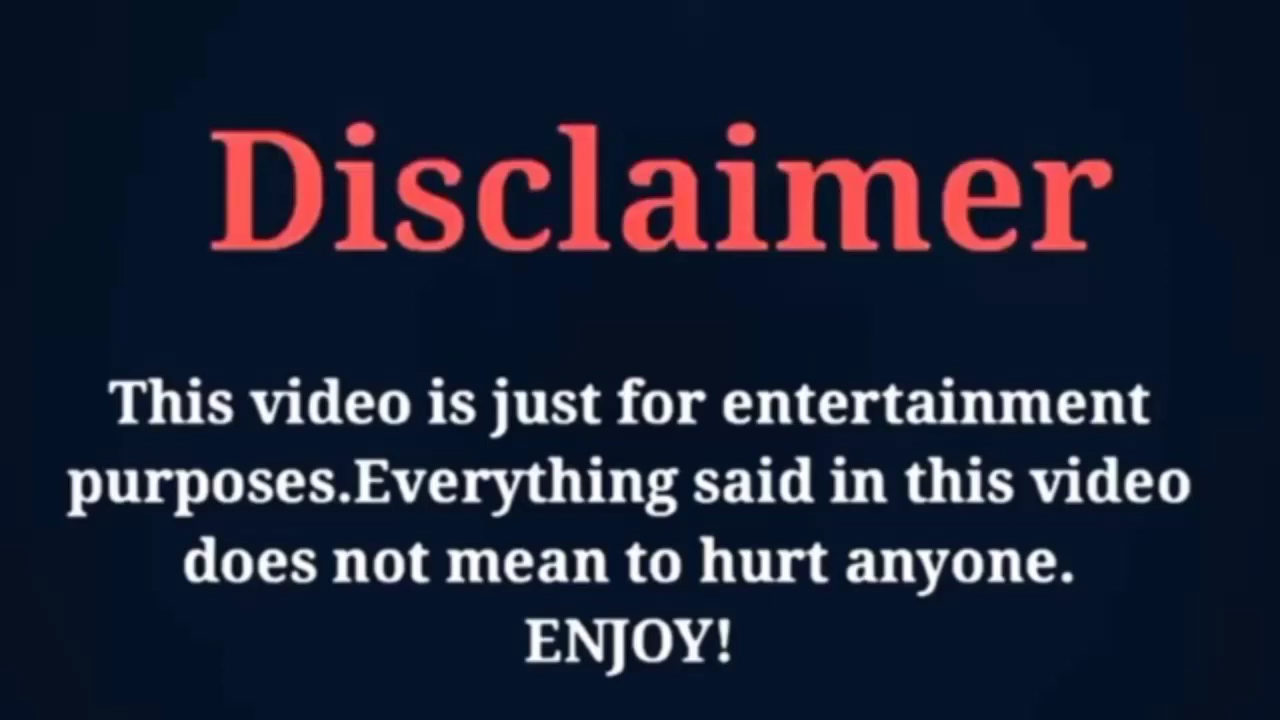 Disclaimer
This video is just for entertainment
purposes.Everything said in this video
does not mean to hurt anyone.
ENJOY!